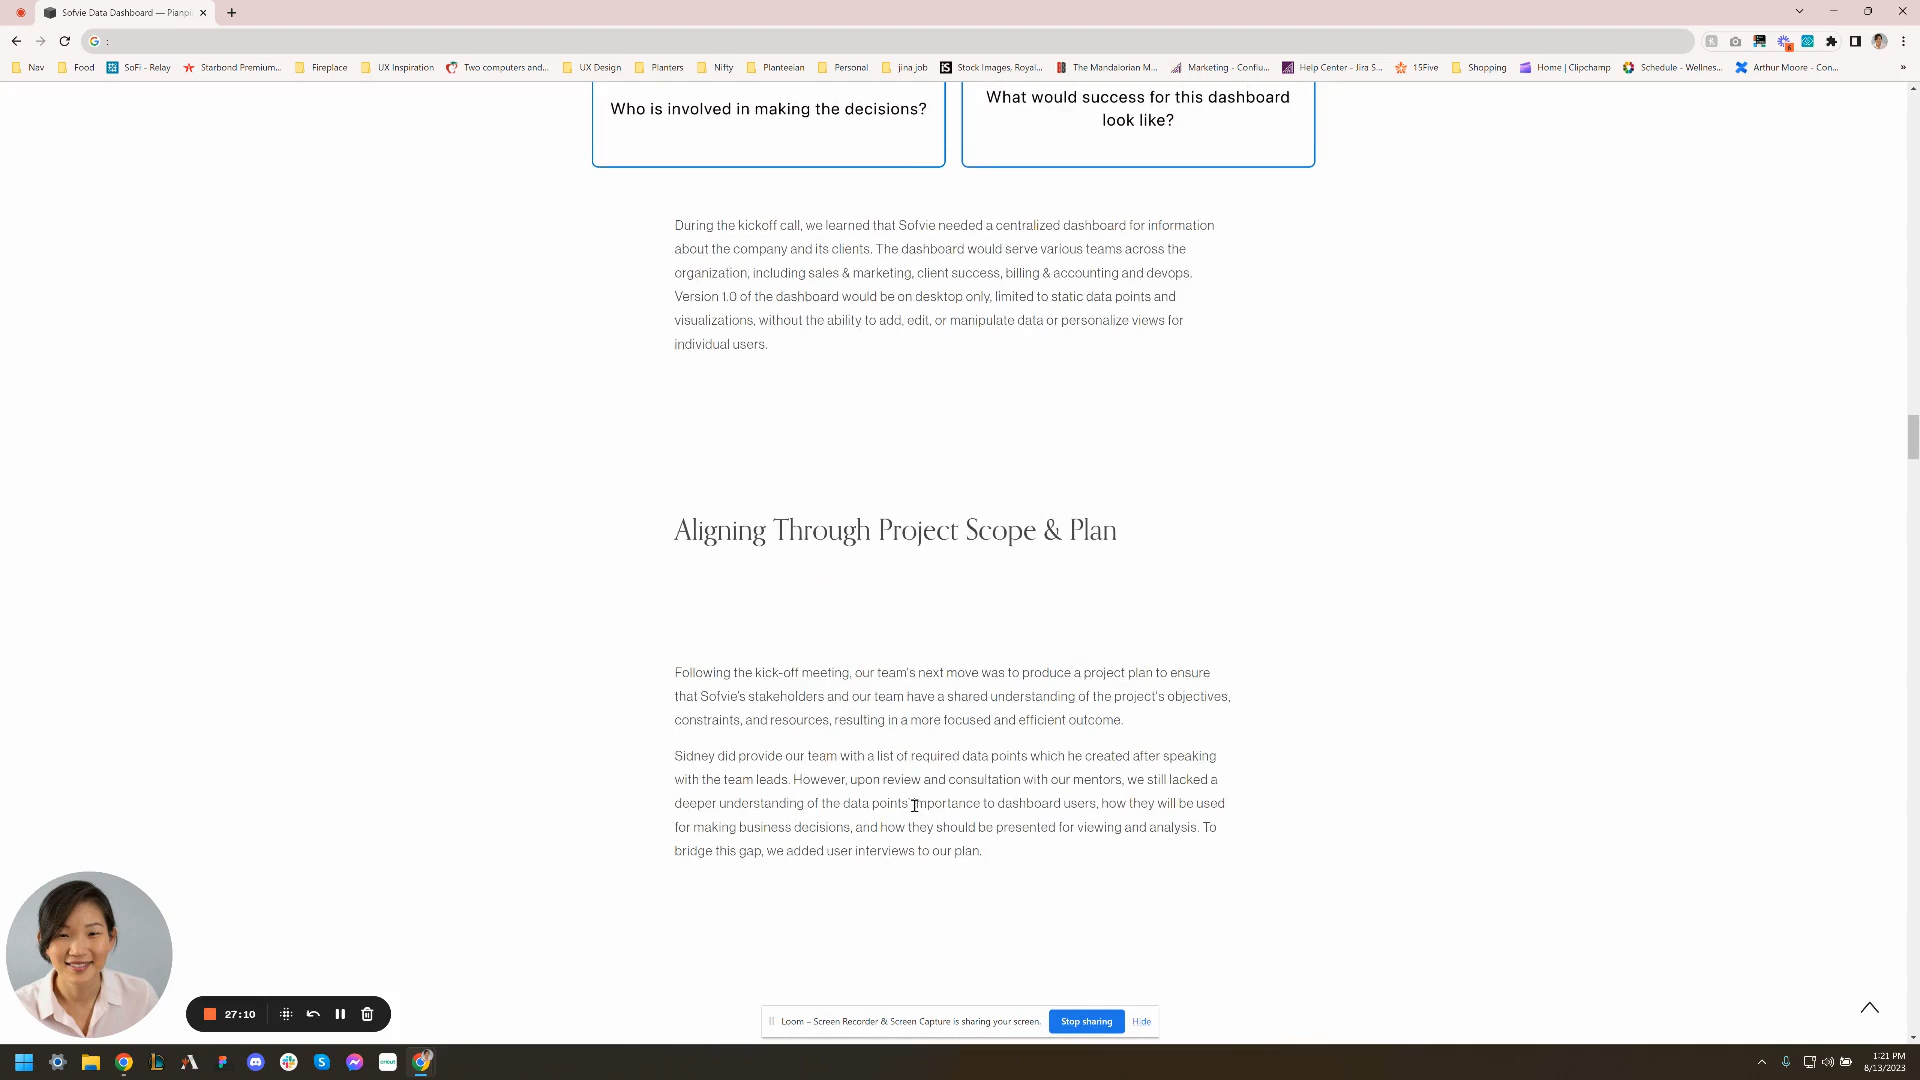 Sofvie Data Dashboard — Pianpi
:
Nav
Food
SoFi - Relay
Starbond Premium...
Fireplace
UX Inspiration
Two computers and...
UX Design
Planters
Nifty
Planteeian
Personal
jina job
Stock Images, Royal...
The Mandalorian M...
Marketing - Conflu...
Help Center - Jira S...
15Five
Shopping
Home | Clipchamp
Schedule - Wellnes...
Arthur Moore - Con...
»
Who is involved in making the decisions?
What would success for this dashboard
look like?
During the kickoff call, we learned that Sofvie needed a centralized dashboard for information
about the company and its clients. The dashboard would serve various teams across the
organization, including sales & marketing, client success, billing & accounting and devops.
Version 1.0 of the dashboard would be on desktop only, limited to static data points and
visualizations, without the ability to add, edit, or manipulate data or personalize views for
individual users.
Aligning Through Project Scope & Plan
Following the kick-off meeting, our team's next move was to produce a project plan to ensure
that Sofvie's stakeholders and our team have a shared understanding of the project's objectives,
constraints, and resources, resulting in a more focused and efficient outcome.
Sidney did provide our team with a list of required data points which he created after speaking
with the team leads. However, upon review and consultation with our mentors, we still lacked a
deeper understanding of the data points' importance to dashboard users, how they will be used
for making business decisions, and how they should be presented for viewing and analysis. To
bridge this gap, we added user interviews to our plan.
27:10
Loom – Screen Recorder & Screen Capture is sharing your screen.
Stop sharing
Hide
1:21 PM
8/13/2023